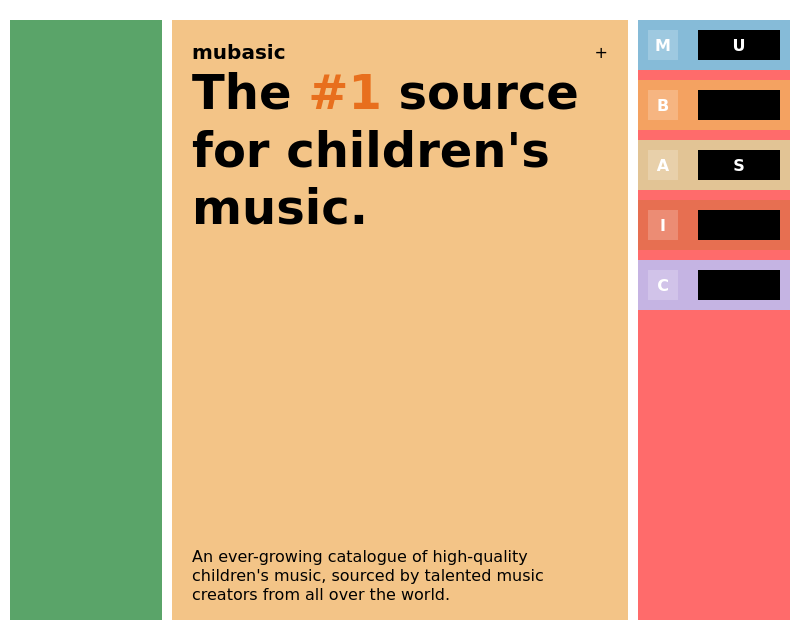 mubasic +
The #1 source
for children's
music.
An ever-growing catalogue of high-quality
children's music, sourced by talented music
creators from all over the world.
M U
B
A S
I
C